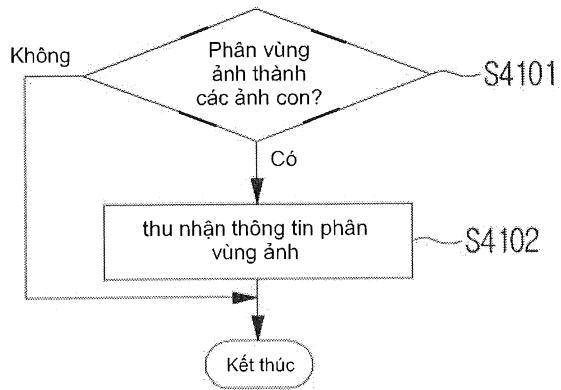 Phân vùng
ảnh thành
các ảnh con?
Không
S4101
Có
thu nhận thông tin phân
vùng ảnh
S4102
Kết thúc